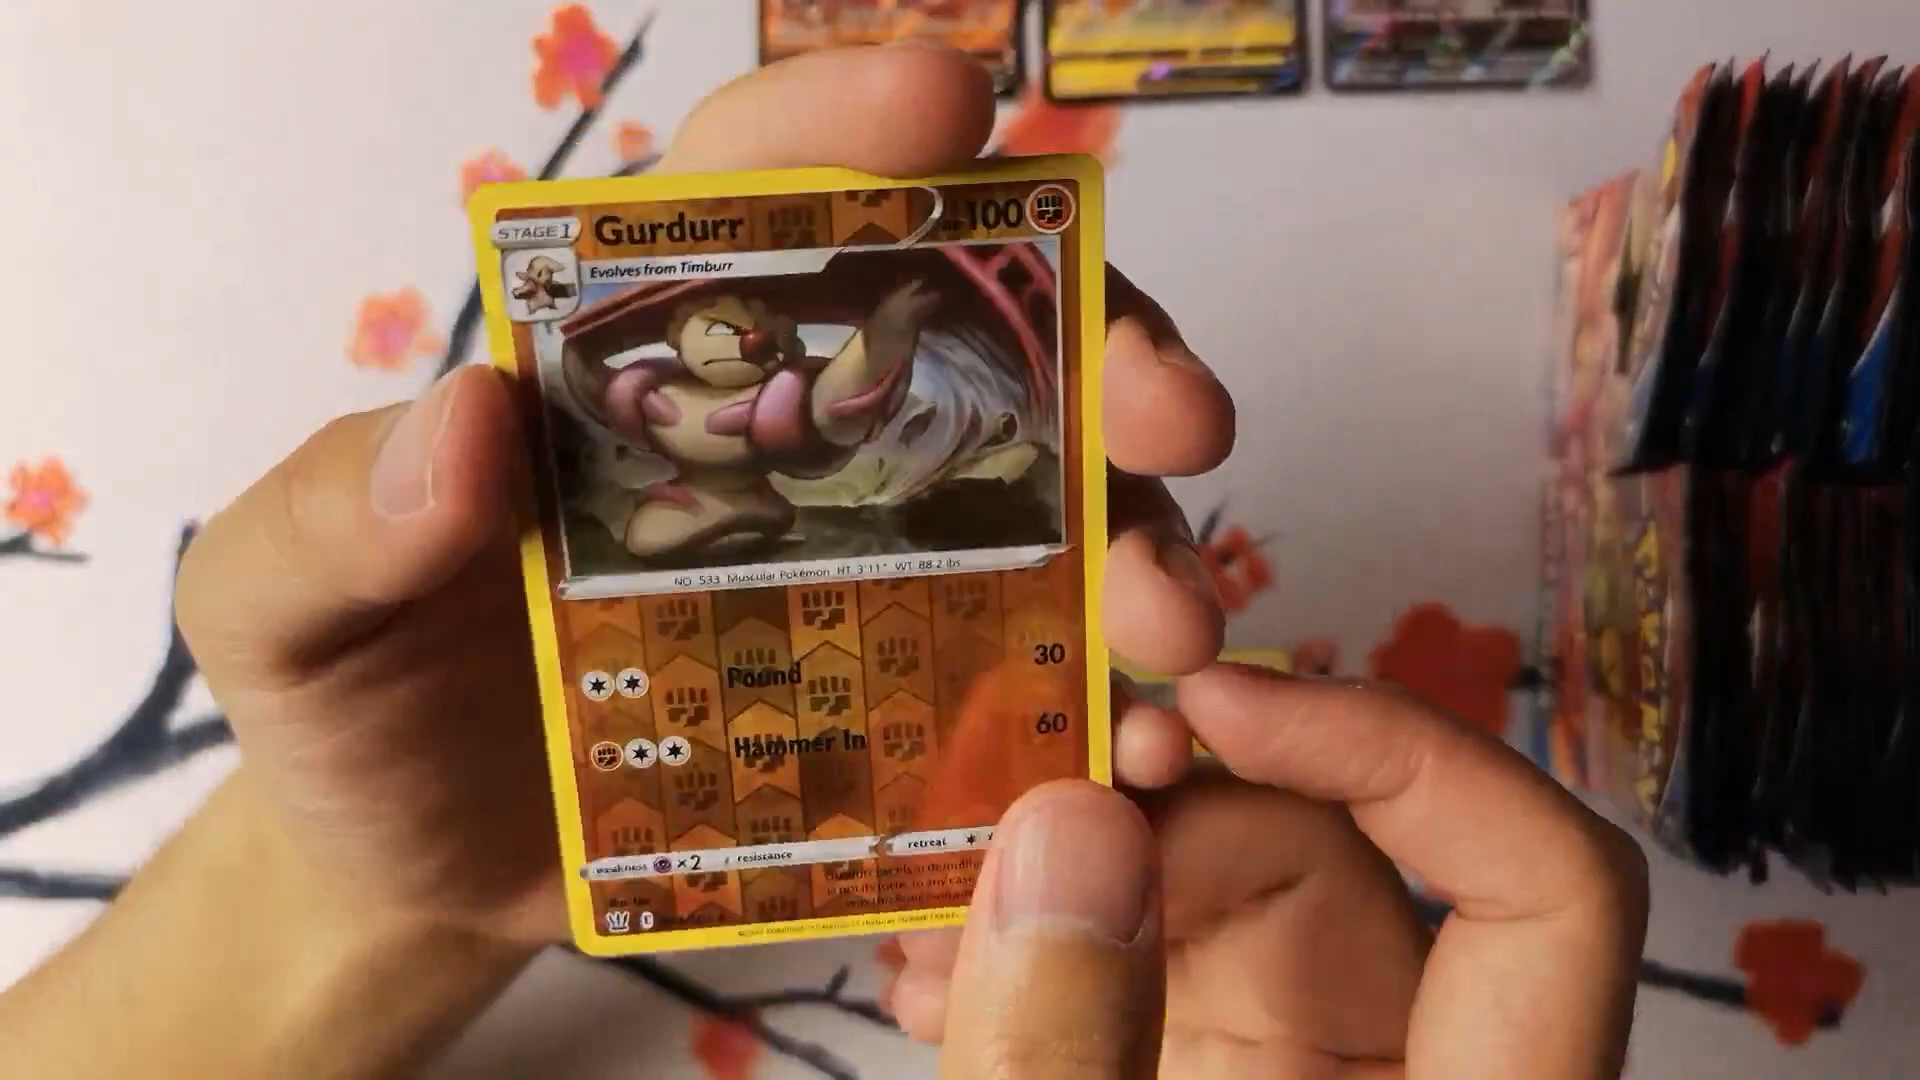 STAGE 1
Gurdurr
100
Evolves from Timburr
NO. 533 Muscular Pokémon HT 3'11" WT 88.2 lbs
Pound 30
Hammer In 60
weakness ×2 resistance retreat